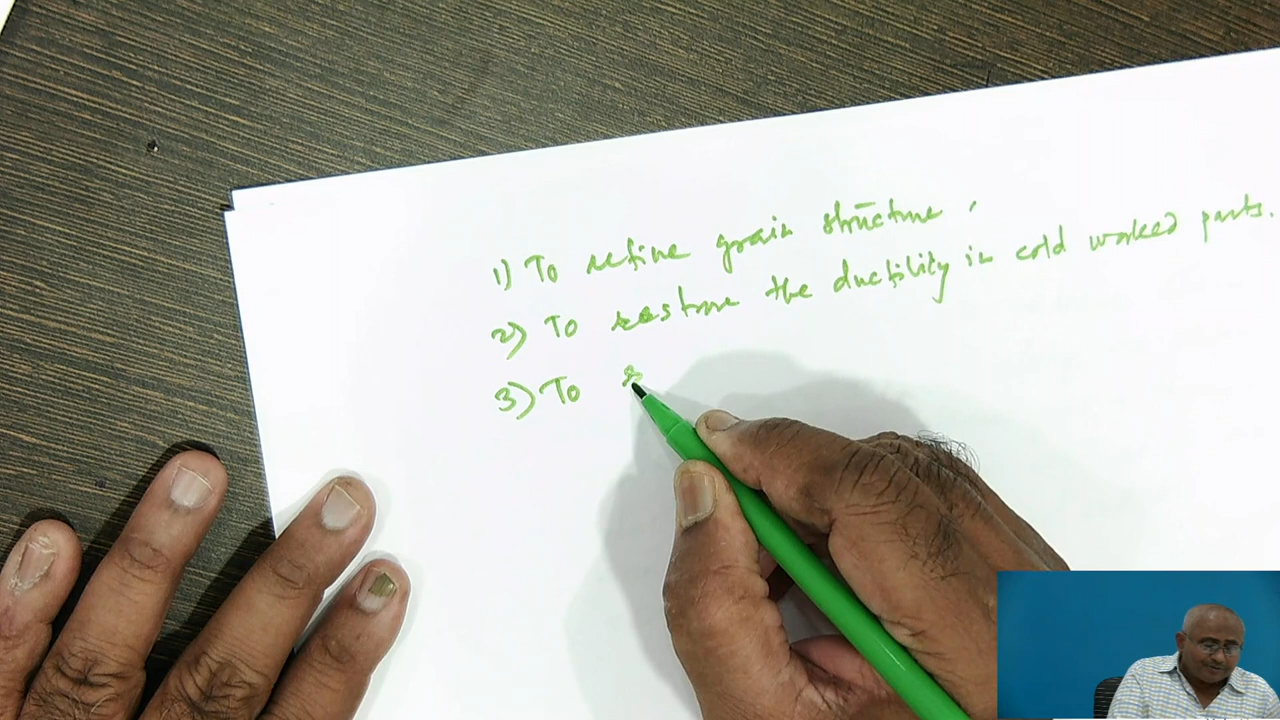 1) To refine grain structure.
2) To restore the ductility in cold worked parts.
3) To